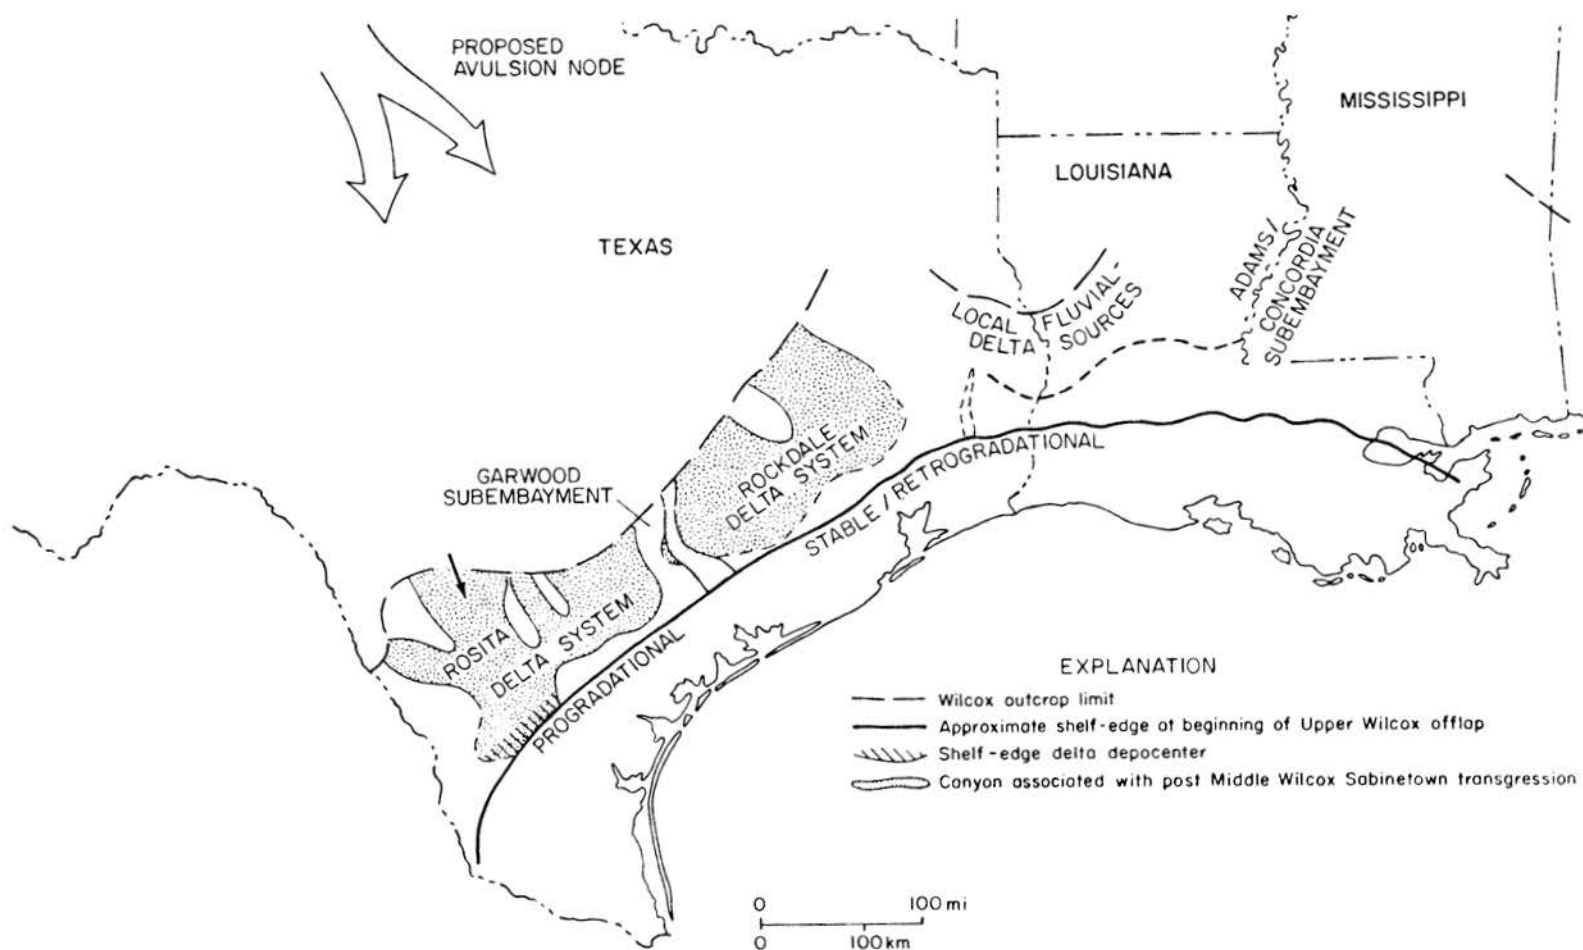 PROPOSED
AVULSION NODE
MISSISSIPPI
LOUISIANA
TEXAS
ADAMS/
CONCORDIA
SUBEMBAYMENT
LOCAL FLUVIAL-
DELTA SOURCES
GARWOOD
SUBEMBAYMENT
ROCKDALE
DELTA SYSTEM
STABLE / RETROGRADATIONAL
ROSITA
DELTA SYSTEM
PROGRADATIONAL
EXPLANATION
Wilcox outcrop limit
Approximate shelf-edge at beginning of Upper Wilcox offlap
Shelf-edge delta depocenter
Canyon associated with post Middle Wilcox Sabinetown transgression
0 100 mi
0 100 km